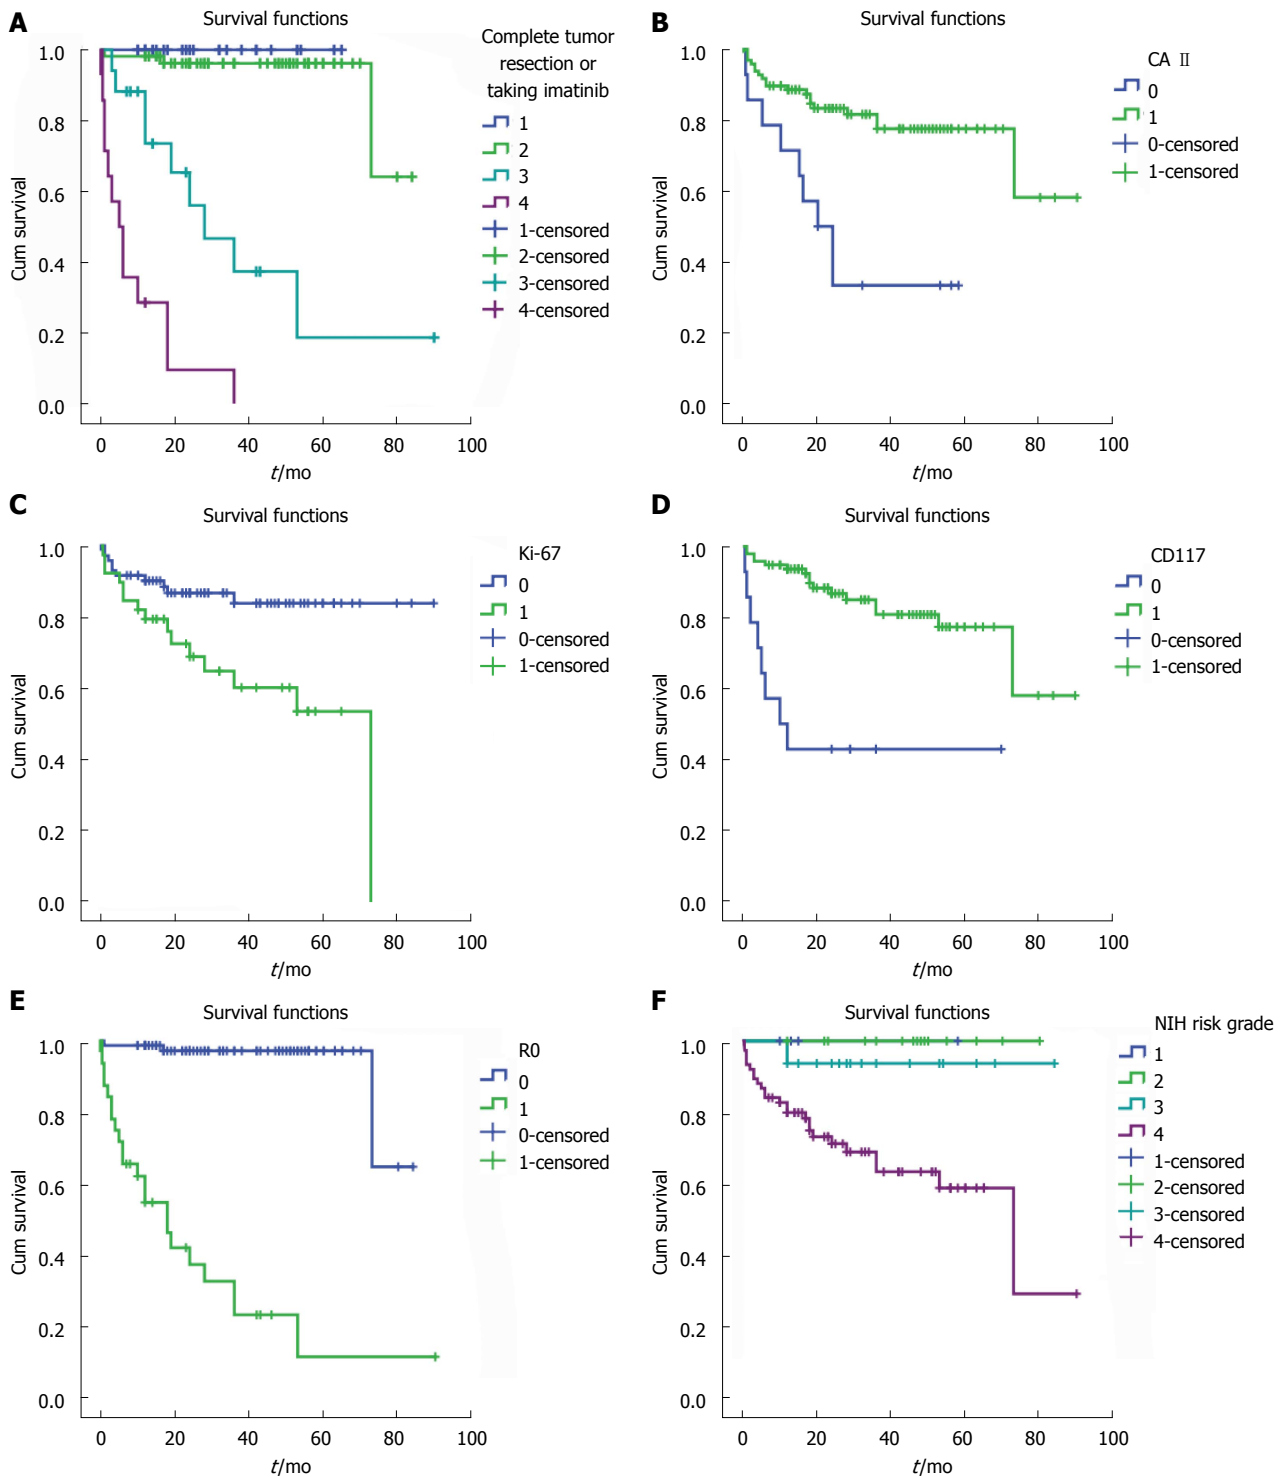 A
Survival functions
Cum survival
1.0
0.8
0.6
0.4
0.2
0.0
0 20 40 60 80 100
t/mo
Complete tumor
resection or
taking imatinib
1
2
3
4
1-censored
2-censored
3-censored
4-censored
B
Survival functions
Cum survival
1.0
0.8
0.6
0.4
0.2
0.0
0 20 40 60 80 100
t/mo
CA Ⅱ
0
1
0-censored
1-censored
C
Survival functions
Cum survival
1.0
0.8
0.6
0.4
0.2
0.0
0 20 40 60 80 100
t/mo
Ki-67
0
1
0-censored
1-censored
D
Survival functions
Cum survival
1.0
0.8
0.6
0.4
0.2
0.0
0 20 40 60 80 100
t/mo
CD117
0
1
0-censored
1-censored
E
Survival functions
Cum survival
1.0
0.8
0.6
0.4
0.2
0.0
0 20 40 60 80 100
t/mo
R0
0
1
0-censored
1-censored
F
Survival functions
Cum survival
1.0
0.8
0.6
0.4
0.2
0.0
0 20 40 60 80 100
t/mo
NIH risk grade
1
2
3
4
1-censored
2-censored
3-censored
4-censored